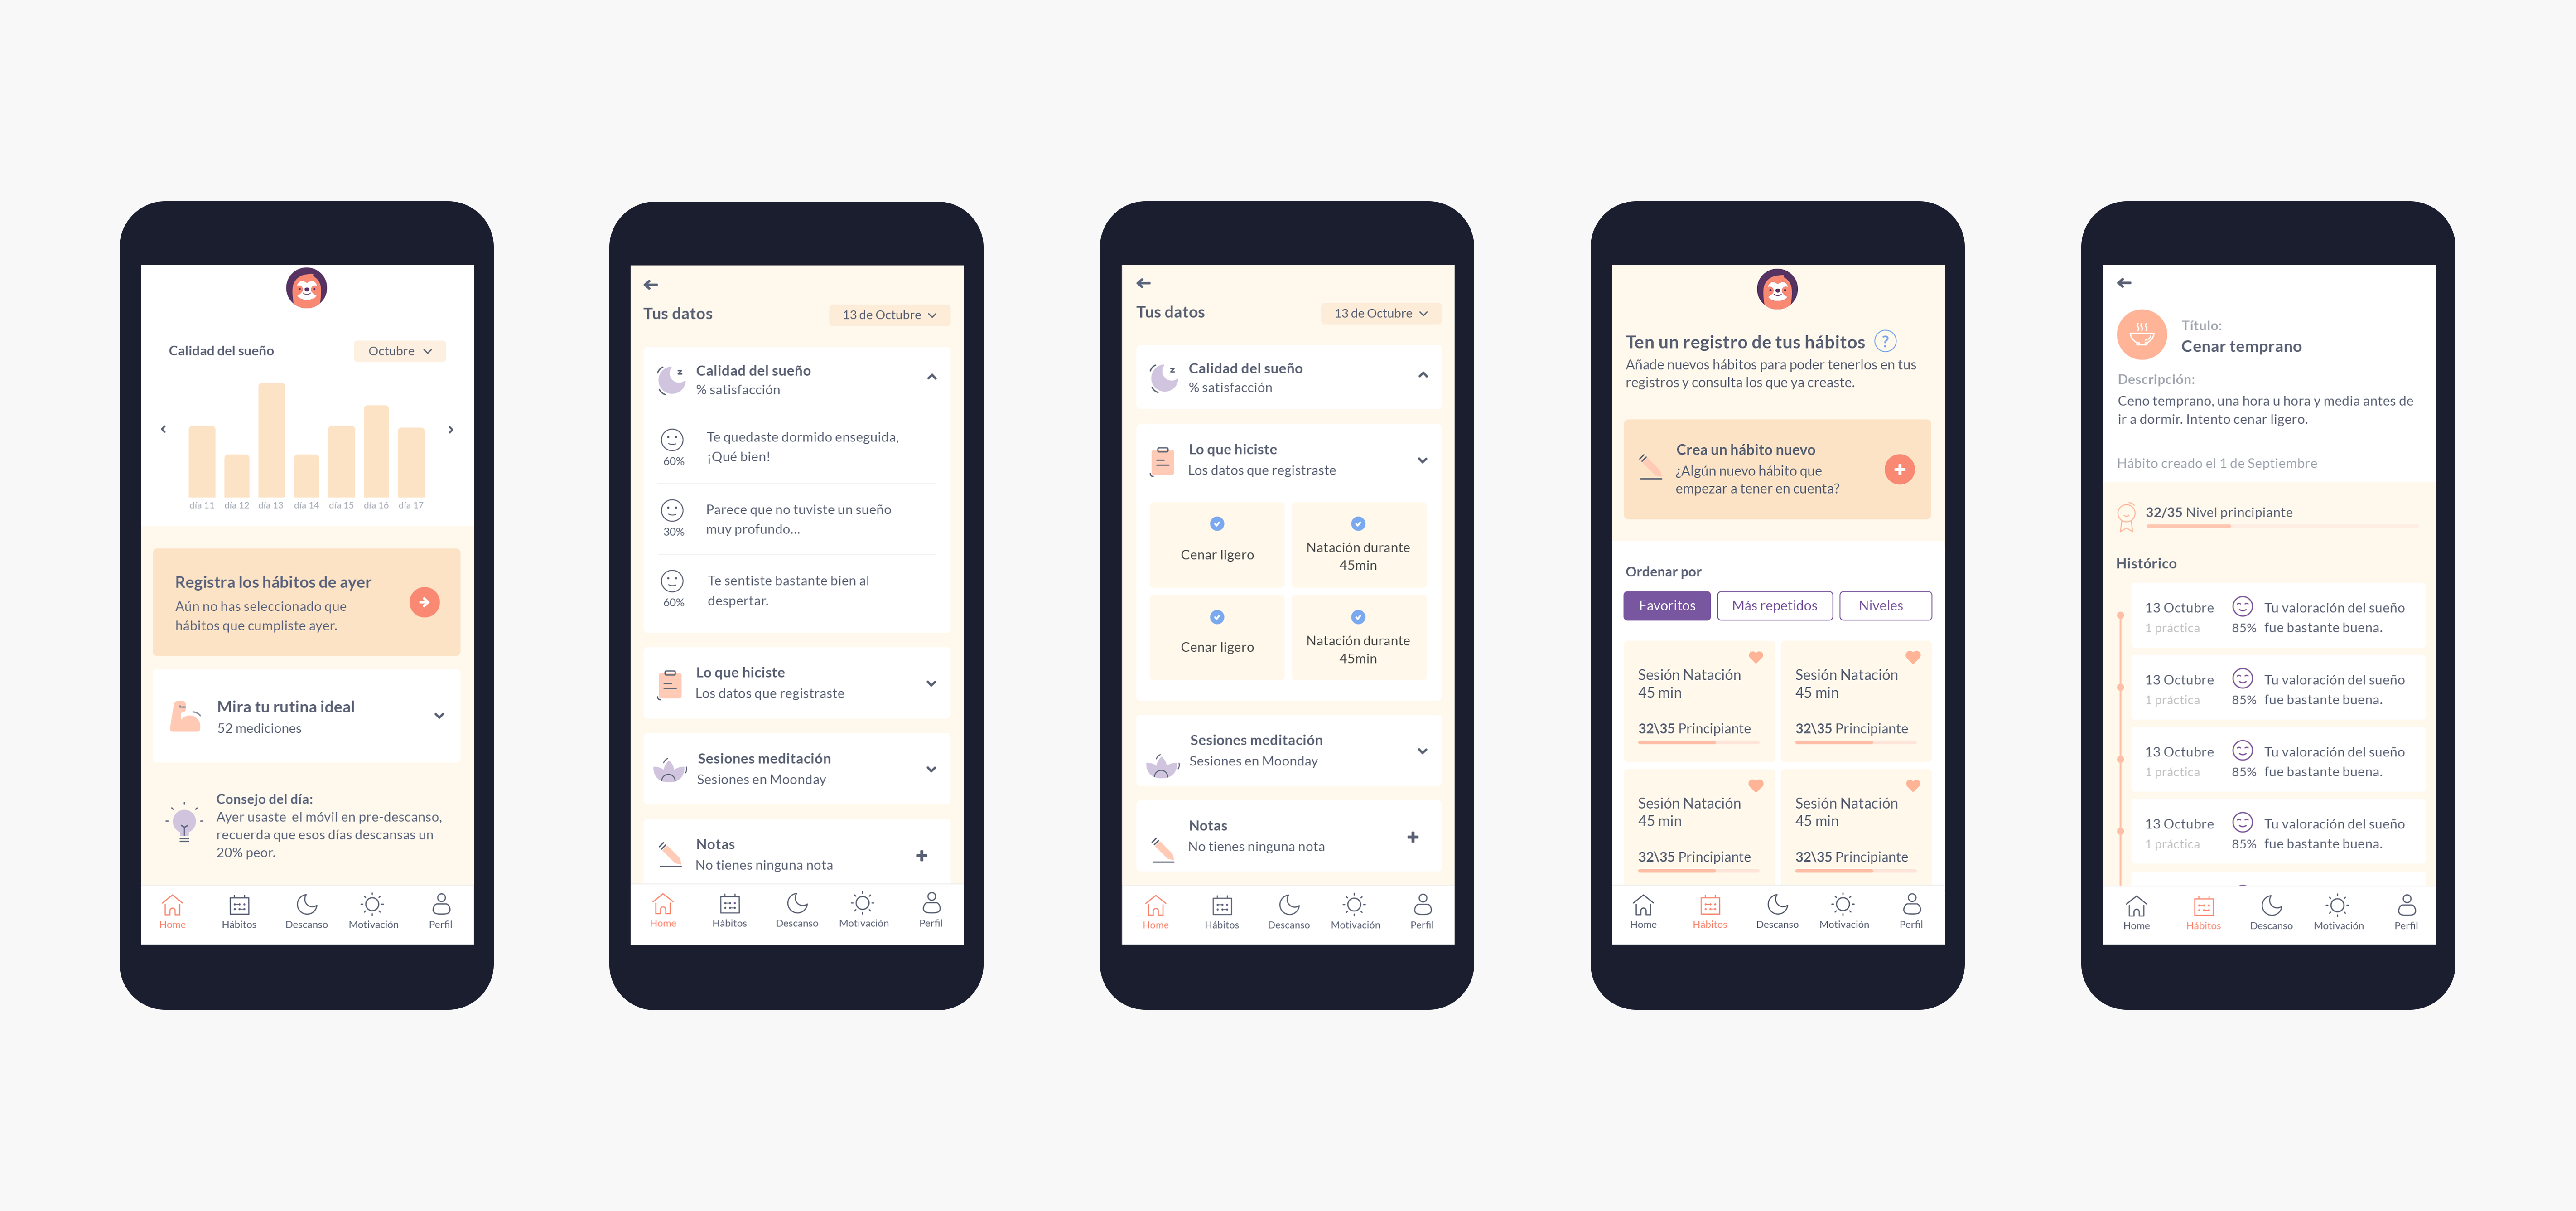 Calidad del sueño
Octubre
día 11 día 12 día 13 día 14 día 15 día 16 día 17
Registra los hábitos de ayer
Aún no has seleccionado que
hábitos que cumpliste ayer.
Mira tu rutina ideal
52 mediciones
Consejo del día:
Ayer usaste el móvil en pre-descanso,
recuerda que esos días descansas un
20% peor.
Home Hábitos Descanso Motivación Perfil
Tus datos
13 de Octubre
Calidad del sueño
z
% satisfacción
Te quedaste dormido enseguida,
¡Qué bien!
60%
Parece que no tuviste un sueño
muy profundo...
30%
Te sentiste bastante bien al
despertar.
60%
Lo que hiciste
Los datos que registraste
Sesiones meditación
Sesiones en Moonday
Notas
No tienes ninguna nota
Home Hábitos Descanso Motivación Perfil
Tus datos
13 de Octubre
Calidad del sueño
z
% satisfacción
Lo que hiciste
Los datos que registraste
Cenar ligero
Natación durante
45min
Cenar ligero
Natación durante
45min
Sesiones meditación
Sesiones en Moonday
Notas
No tienes ninguna nota
Home Hábitos Descanso Motivación Perfil
Ten un registro de tus hábitos ?
Añade nuevos hábitos para poder tenerlos en tus
registros y consulta los que ya creaste.
Crea un hábito nuevo
¿Algún nuevo hábito que
empezar a tener en cuenta?
Ordenar por
Favoritos Más repetidos Niveles
Sesión Natación
45 min
32\35 Principiante
Sesión Natación
45 min
32\35 Principiante
Sesión Natación
45 min
32\35 Principiante
Sesión Natación
45 min
32\35 Principiante
Home Hábitos Descanso Motivación Perfil
Título:
Cenar temprano
Descripción:
Ceno temprano, una hora u hora y media antes de
ir a dormir. Intento cenar ligero.
Hábito creado el 1 de Septiembre
32/35 Nivel principiante
Histórico
13 Octubre Tu valoración del sueño
1 práctica 85% fue bastante buena.
13 Octubre Tu valoración del sueño
1 práctica 85% fue bastante buena.
13 Octubre Tu valoración del sueño
1 práctica 85% fue bastante buena.
13 Octubre Tu valoración del sueño
1 práctica 85% fue bastante buena.
Home Hábitos Descanso Motivación Perfil